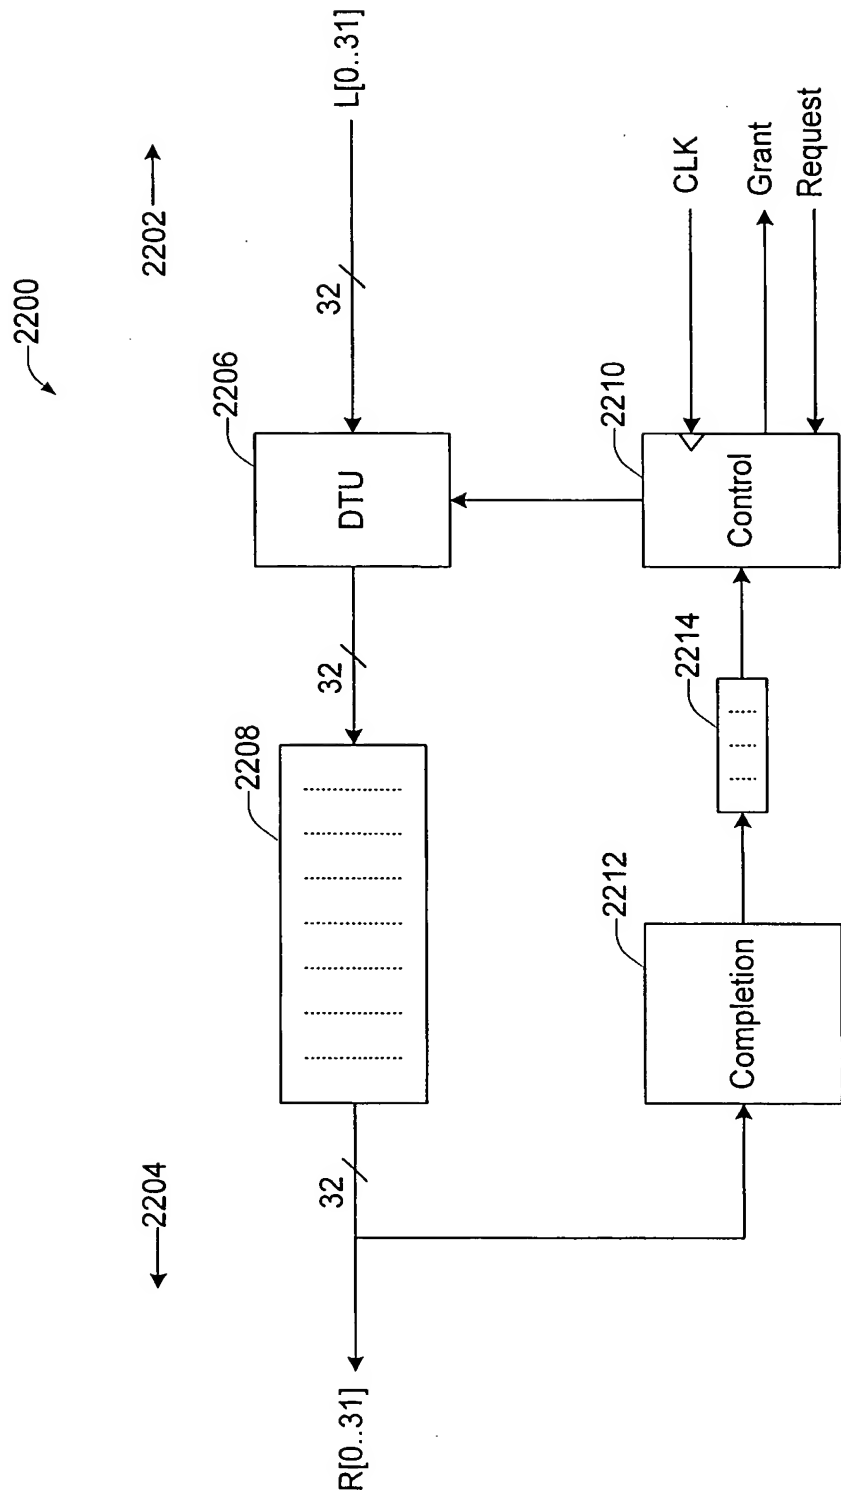 2200
2202
2204
L[0..31]
32
2206
DTU
32
2208
32
R[0..31]
CLK
Grant
Request
2210
Control
2214
2212
Completion